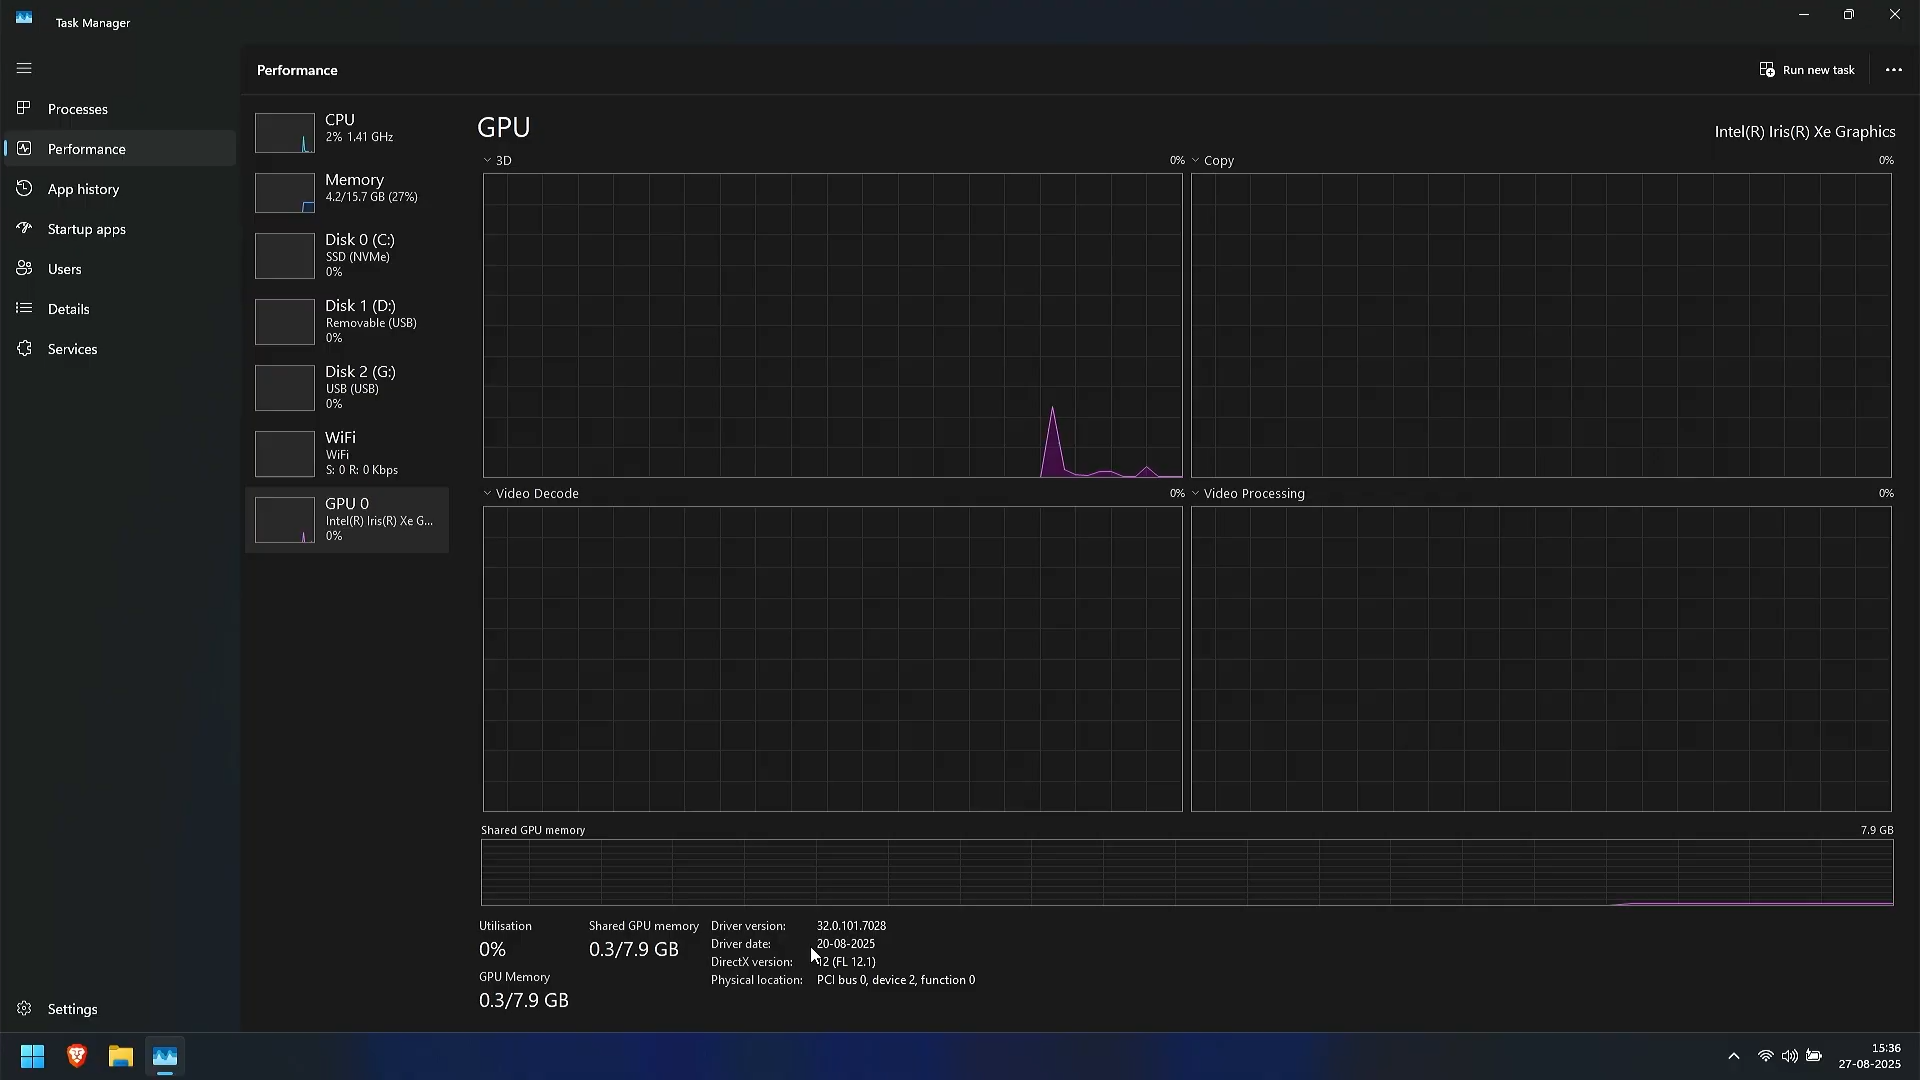 Task Manager
Performance
Run new task
Processes
Performance
App history
Startup apps
Users
Details
Services
Settings
CPU
2% 1.41 GHz
Memory
4.2/15.7 GB (27%)
Disk 0 (C:)
SSD (NVMe)
0%
Disk 1 (D:)
Removable (USB)
0%
Disk 2 (G:)
USB (USB)
0%
WiFi
WiFi
S: 0 R: 0 Kbps
GPU 0
Intel(R) Iris(R) Xe G...
0%
GPU
Intel(R) Iris(R) Xe Graphics
3D 0%
Copy 0%
Video Decode 0%
Video Processing 0%
Shared GPU memory 7.9 GB
Utilisation
0%
Shared GPU memory
0.3/7.9 GB
GPU Memory
0.3/7.9 GB
Driver version: 32.0.101.7028
Driver date: 20-08-2025
DirectX version: 12 (FL 12.1)
Physical location: PCI bus 0, device 2, function 0
15:36
27-08-2025